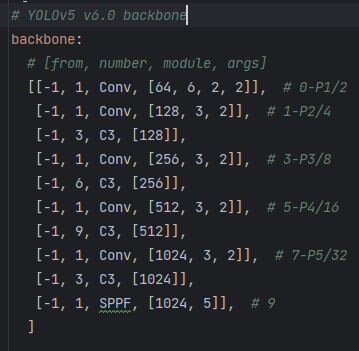 # YOLOv5 v6.0 backbone
backbone:
  # [from, number, module, args]
  [[-1, 1, Conv, [64, 6, 2, 2]],  # 0-P1/2
   [-1, 1, Conv, [128, 3, 2]],  # 1-P2/4
   [-1, 3, C3, [128]],
   [-1, 1, Conv, [256, 3, 2]],  # 3-P3/8
   [-1, 6, C3, [256]],
   [-1, 1, Conv, [512, 3, 2]],  # 5-P4/16
   [-1, 9, C3, [512]],
   [-1, 1, Conv, [1024, 3, 2]],  # 7-P5/32
   [-1, 3, C3, [1024]],
   [-1, 1, SPPF, [1024, 5]],  # 9
  ]